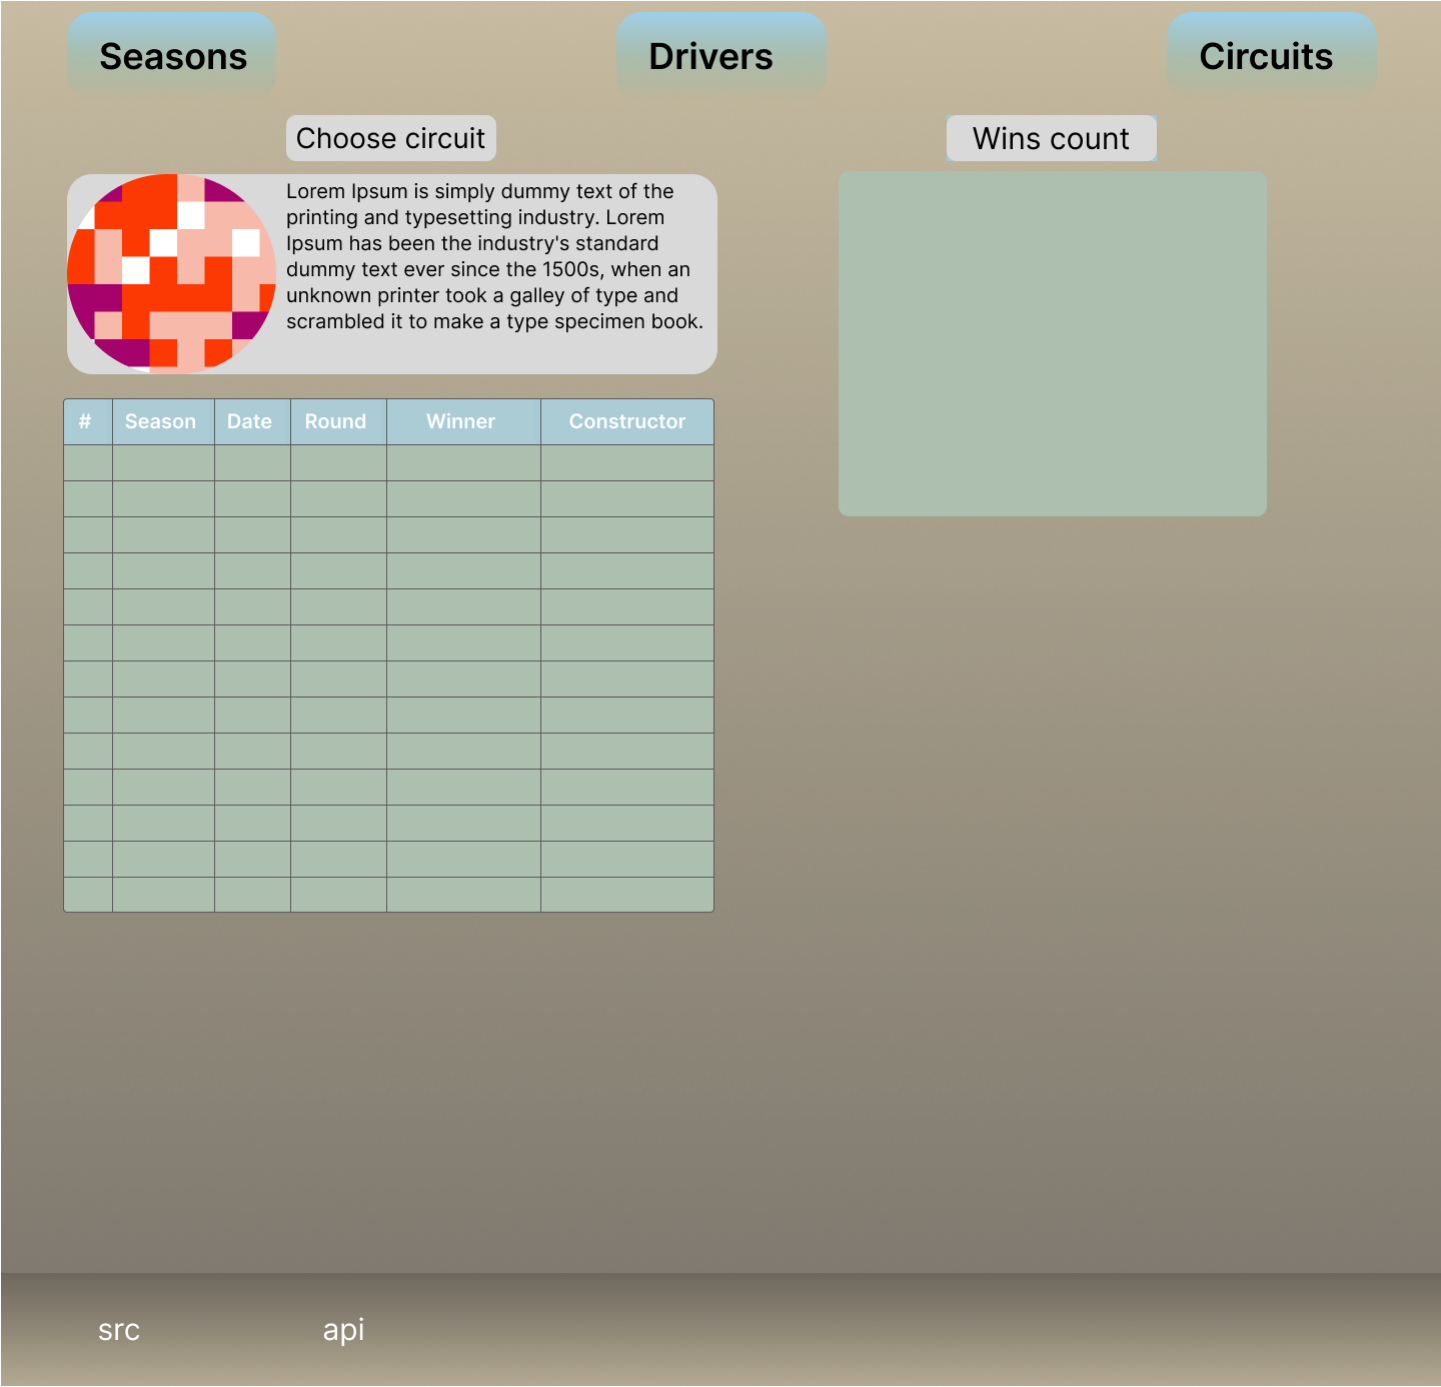 Seasons
Drivers
Circuits
Choose circuit
Wins count
Lorem Ipsum is simply dummy text of the
printing and typesetting industry. Lorem
Ipsum has been the industry's standard
dummy text ever since the 1500s, when an
unknown printer took a galley of type and
scrambled it to make a type specimen book.
# Season Date Round Winner Constructor
src
api